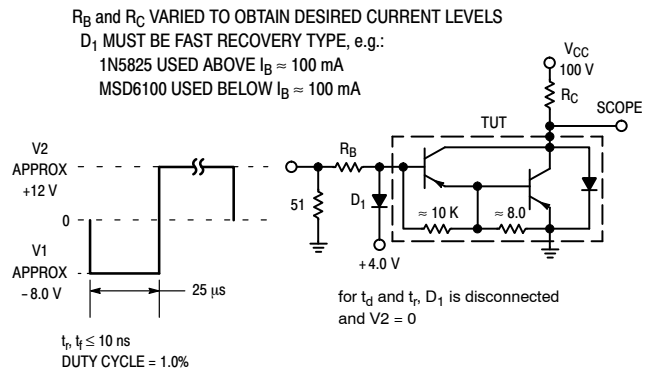 R_B and R_C VARIED TO OBTAIN DESIRED CURRENT LEVELS
D_1 MUST BE FAST RECOVERY TYPE, e.g.:
1N5825 USED ABOVE I_B ≈ 100 mA
MSD6100 USED BELOW I_B ≈ 100 mA
V_CC
100 V
R_C
SCOPE
TUT
V2
APPROX
+12 V
0
V1
APPROX
-8.0 V
25 μs
R_B
51
D_1
≈ 10 K
≈ 8.0
+4.0 V
for t_d and t_r, D_1 is disconnected
and V2 = 0
t_r, t_f ≤ 10 ns
DUTY CYCLE = 1.0%